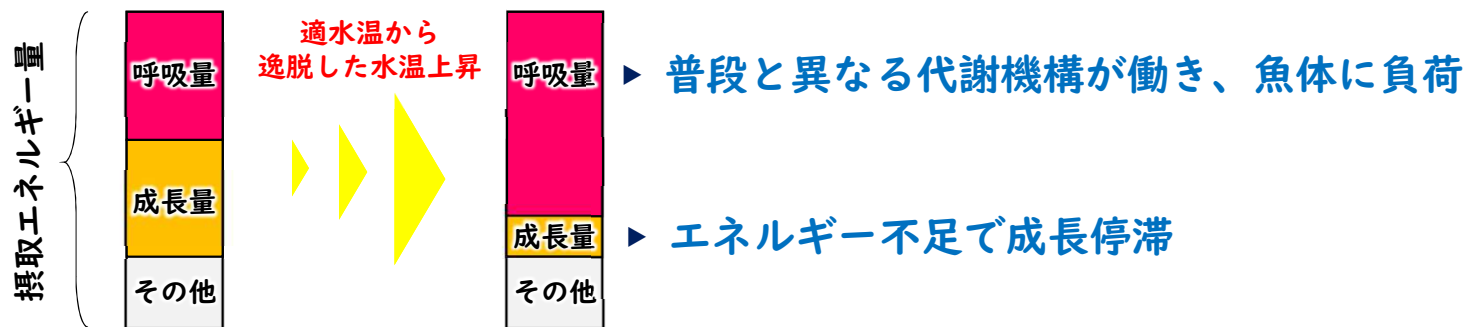 摂取エネルギー量
呼吸量
成長量
その他
適水温から
逸脱した水温上昇
呼吸量
成長量
その他
▶ 普段と異なる代謝機構が働き、魚体に負荷
▶ エネルギー不足で成長停滞